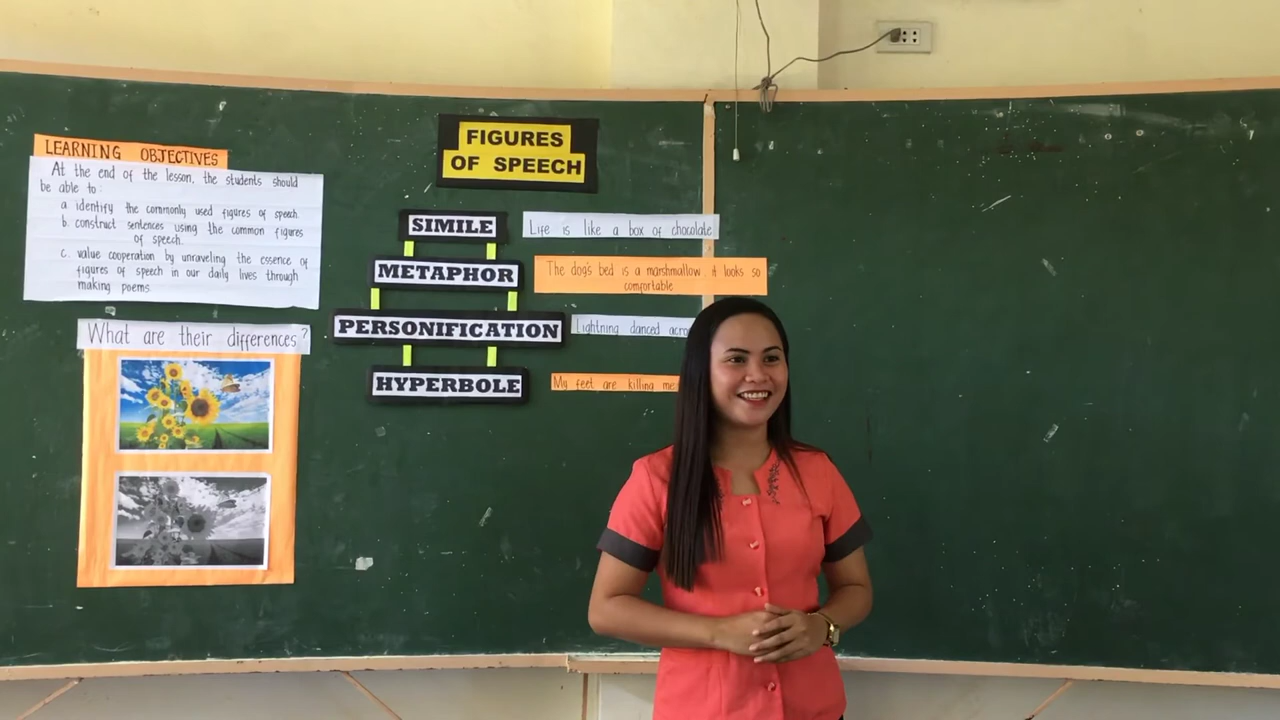 LEARNING OBJECTIVES
At the end of the lesson, the students should
be able to:
a. identify the commonly used figures of speech.
b. construct sentences using the common figures
of speech.
c. value cooperation by unraveling the essence of
figures of speech in our daily lives through
making poems.
What are their differences?
FIGURES
OF SPEECH
SIMILE
Life is like a box of chocolate
METAPHOR
The dog's bed is a marshmallow. it looks so
comfortable
PERSONIFICATION
Lightning danced
HYPERBOLE
My feet are killing